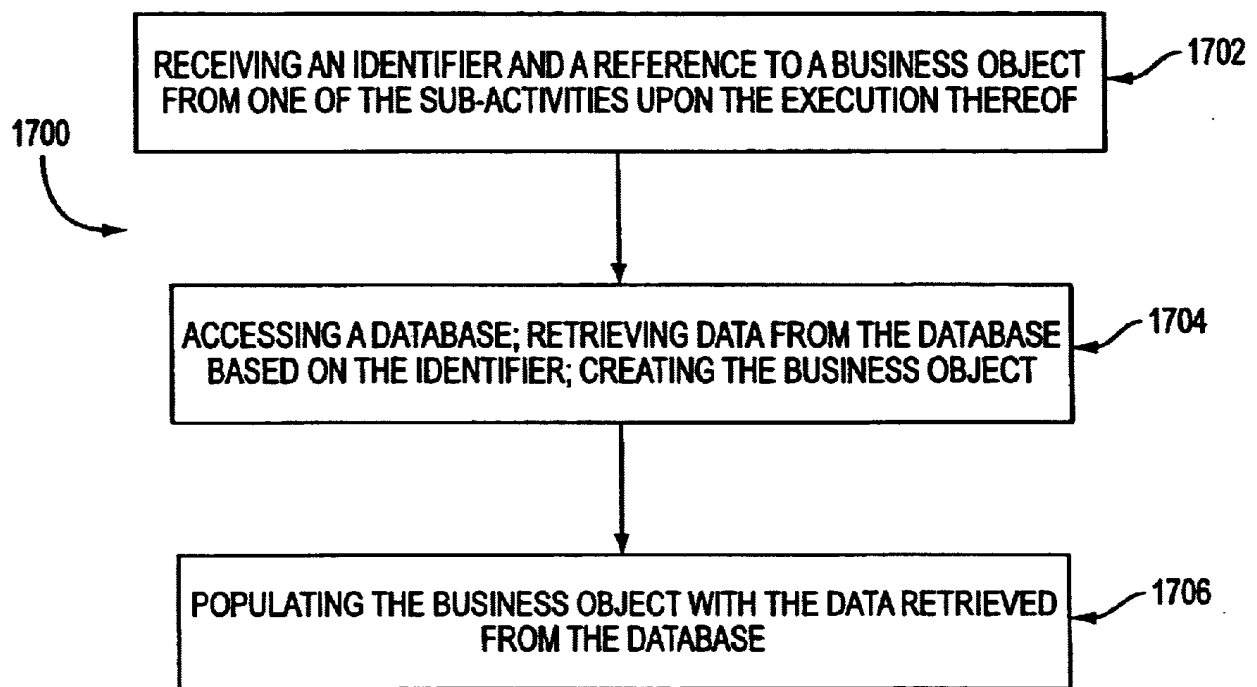 RECEIVING AN IDENTIFIER AND A REFERENCE TO A BUSINESS OBJECT
FROM ONE OF THE SUB-ACTIVITIES UPON THE EXECUTION THEREOF
1702
1700
ACCESSING A DATABASE; RETRIEVING DATA FROM THE DATABASE
BASED ON THE IDENTIFIER; CREATING THE BUSINESS OBJECT
1704
POPULATING THE BUSINESS OBJECT WITH THE DATA RETRIEVED
FROM THE DATABASE
1706